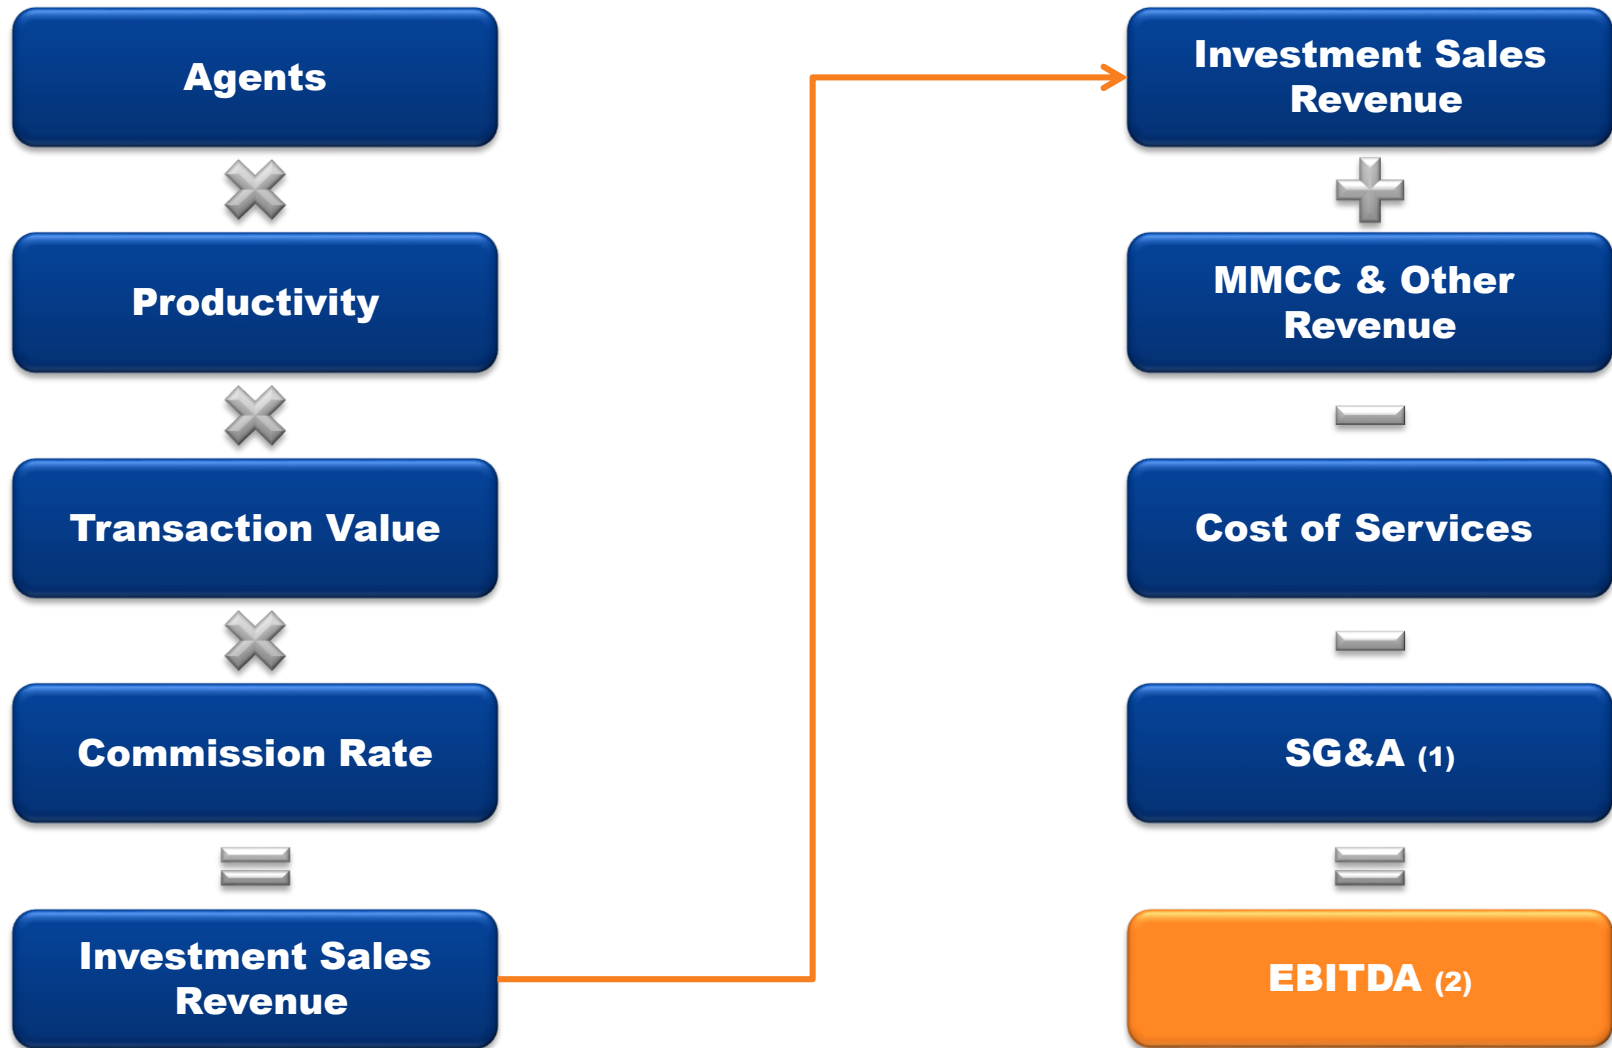 Agents
Productivity
Transaction Value
Commission Rate
Investment Sales
Revenue
Investment Sales
Revenue
MMCC & Other
Revenue
Cost of Services
SG&A (1)
EBITDA (2)